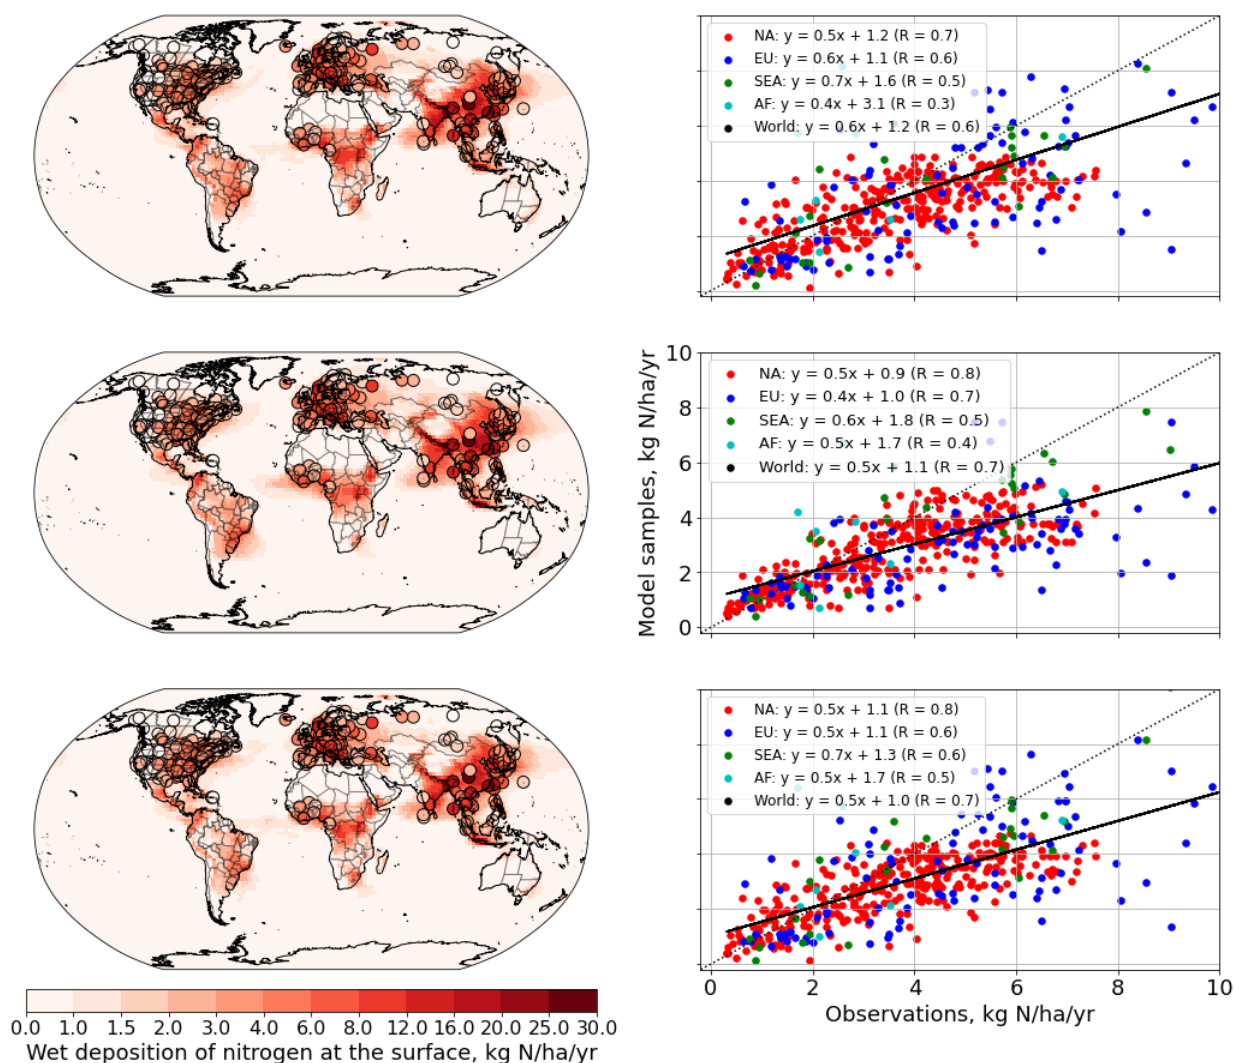 NA: y = 0.5x + 1.2 (R = 0.7)
EU: y = 0.6x + 1.1 (R = 0.6)
SEA: y = 0.7x + 1.6 (R = 0.5)
AF: y = 0.4x + 3.1 (R = 0.3)
World: y = 0.6x + 1.2 (R = 0.6)
0 2 4 6 8 10
NA: y = 0.5x + 0.9 (R = 0.8)
EU: y = 0.4x + 1.0 (R = 0.7)
SEA: y = 0.6x + 1.8 (R = 0.5)
AF: y = 0.5x + 1.7 (R = 0.4)
World: y = 0.5x + 1.1 (R = 0.7)
10
8
6
4
2
0
Model samples, kg N/ha/yr
NA: y = 0.5x + 1.1 (R = 0.8)
EU: y = 0.5x + 1.1 (R = 0.6)
SEA: y = 0.7x + 1.3 (R = 0.6)
AF: y = 0.5x + 1.7 (R = 0.5)
World: y = 0.5x + 1.0 (R = 0.7)
0 2 4 6 8 10
Observations, kg N/ha/yr
0.0 1.0 1.5 2.0 3.0 4.0 6.0 8.0 12.0 16.0 20.0 25.0 30.0
Wet deposition of nitrogen at the surface, kg N/ha/yr